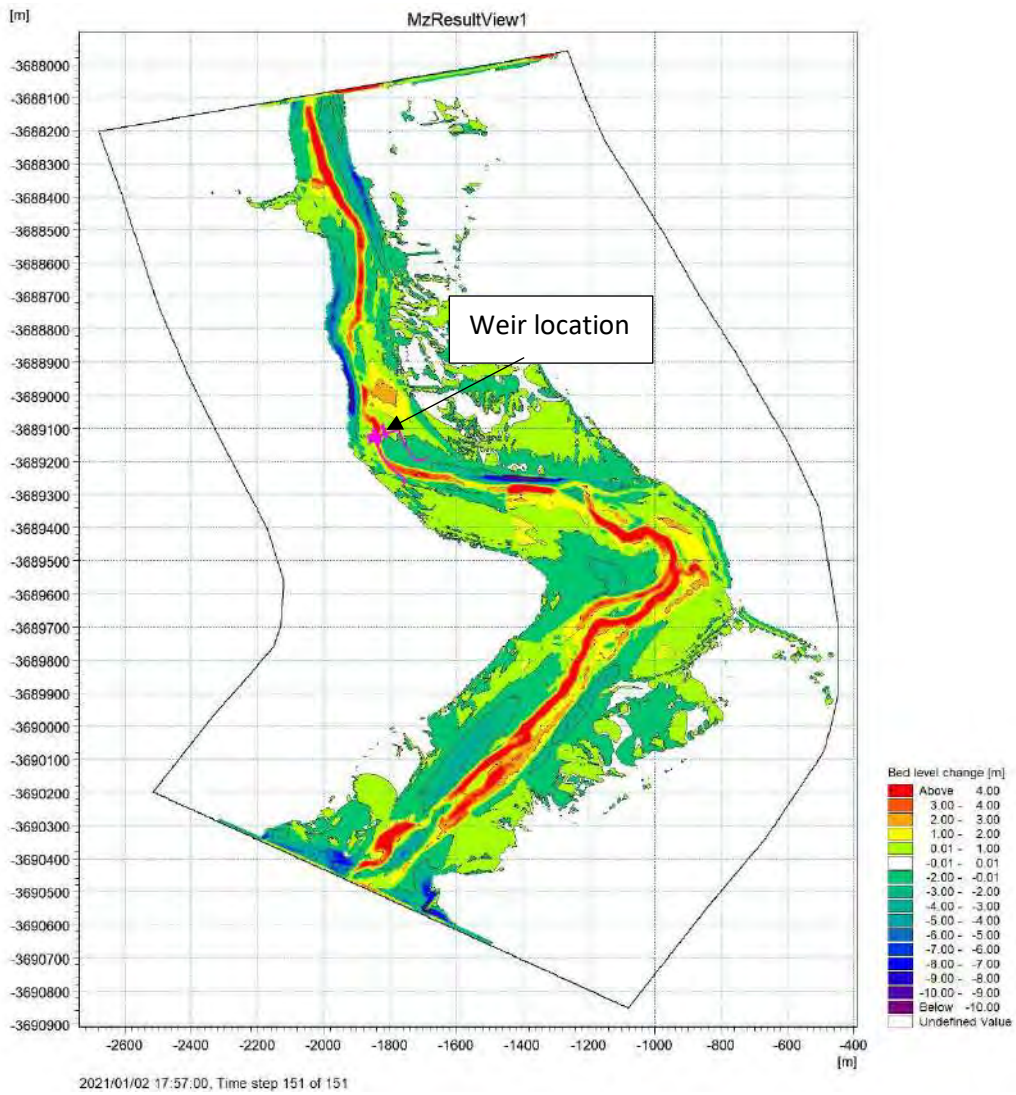 [m]
MzResultView1
-3688000
-3688100
-3688200
-3688300
-3688400
-3688500
-3688600
-3688700
-3688800
-3688900
-3689000
-3689100
-3689200
-3689300
-3689400
-3689500
-3689600
-3689700
-3689800
-3689900
-3690000
-3690100
-3690200
-3690300
-3690400
-3690500
-3690600
-3690700
-3690800
-3690900
Weir location
Bed level change [m]
Above 4.00
3.00 - 4.00
2.00 - 3.00
1.00 - 2.00
0.01 - 1.00
-0.01 - 0.01
-2.00 - -0.01
-3.00 - -2.00
-4.00 - -3.00
-5.00 - -4.00
-6.00 - -5.00
-7.00 - -6.00
-8.00 - -7.00
-9.00 - -8.00
-10.00 - -9.00
Below -10.00
Undefined Value
-2600 -2400 -2200 -2000 -1800 -1600 -1400 -1200 -1000 -800 -600 -400
[m]
2021/01/02 17:57:00, Time step 151 of 151